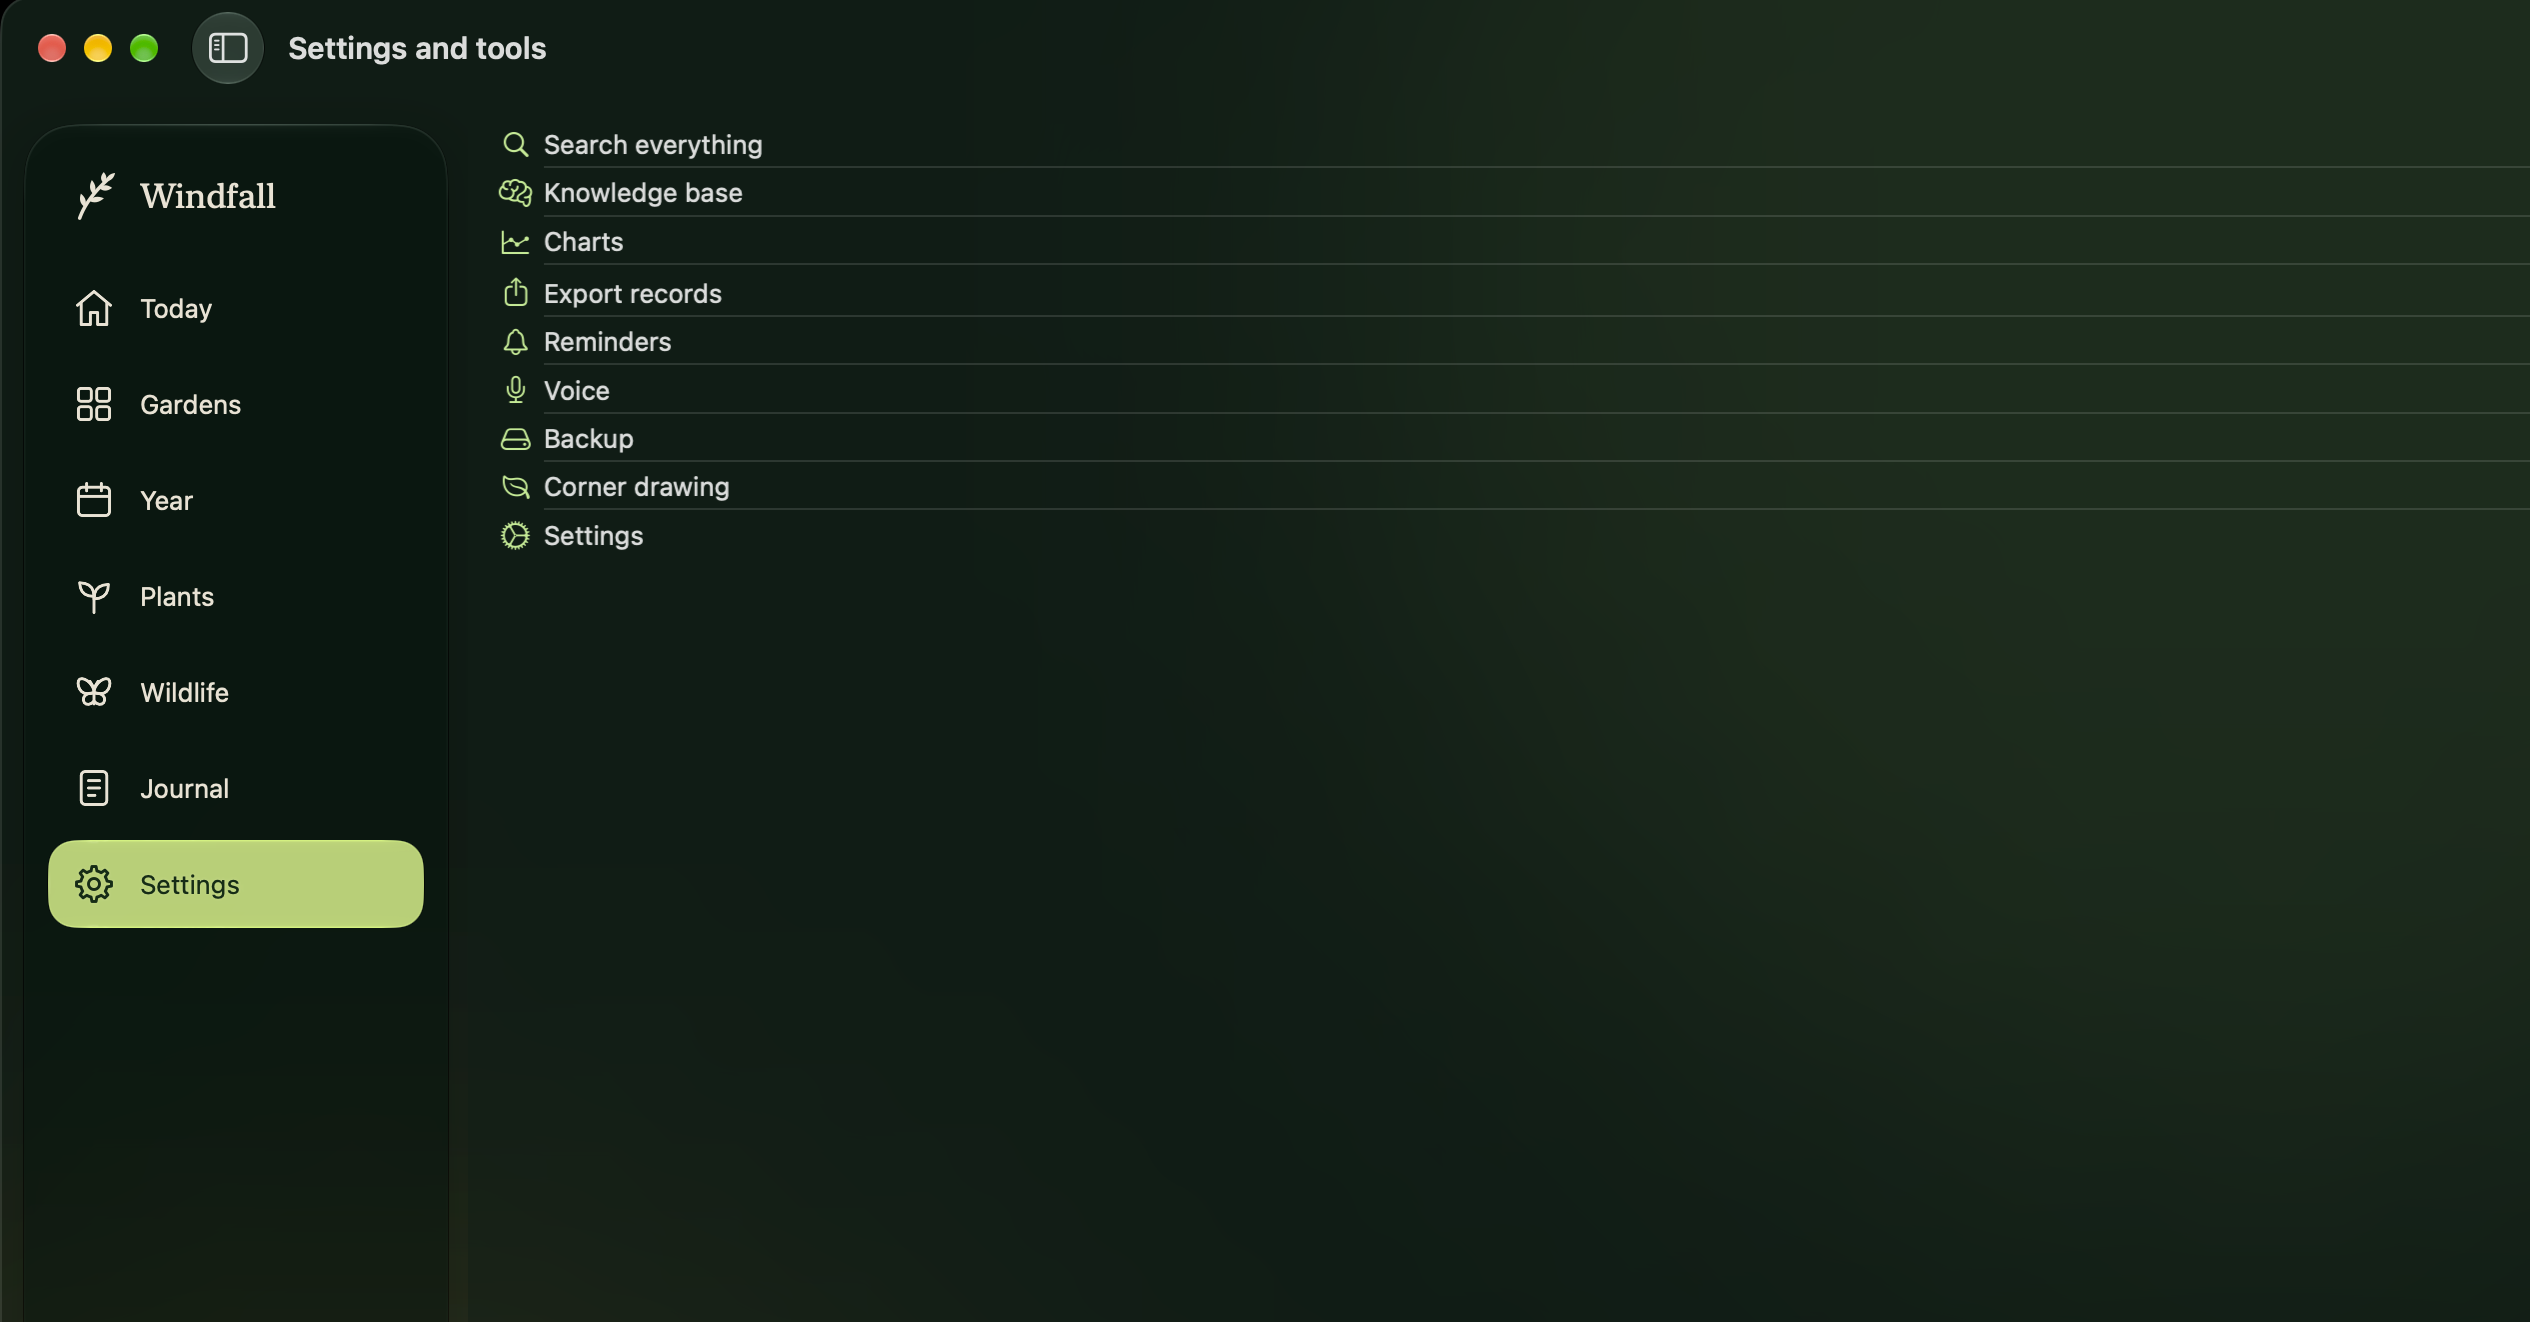 Settings and tools
Windfall
Today
Gardens
Year
Plants
Wildlife
Journal
Settings
Search everything
Knowledge base
Charts
Export records
Reminders
Voice
Backup
Corner drawing
Settings